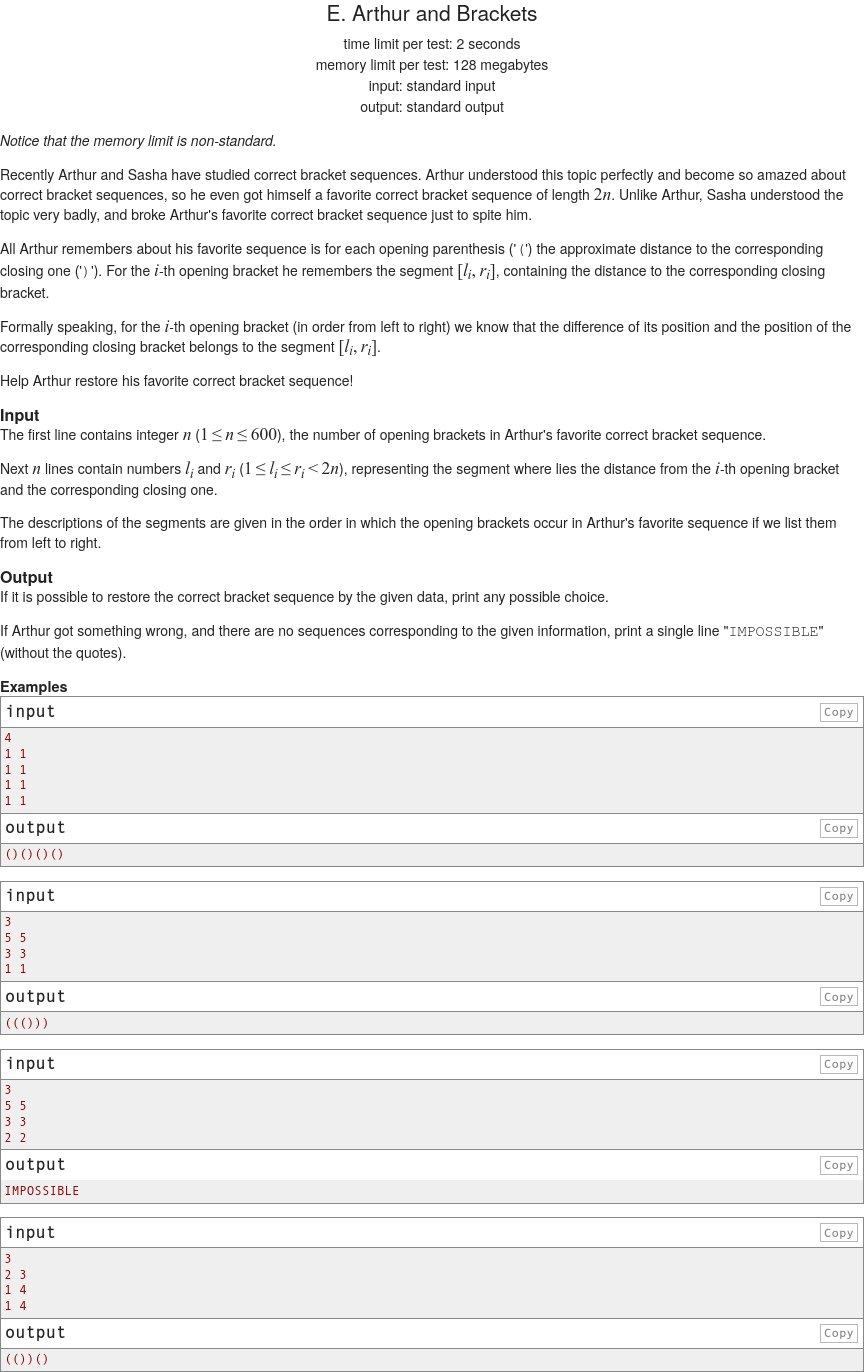 E. Arthur and Brackets
time limit per test: 2 seconds
memory limit per test: 128 megabytes
input: standard input
output: standard output
Notice that the memory limit is non-standard.
Recently Arthur and Sasha have studied correct bracket sequences. Arthur understood this topic perfectly and become so amazed about
correct bracket sequences, so he even got himself a favorite correct bracket sequence of length 2n. Unlike Arthur, Sasha understood the
topic very badly, and broke Arthur's favorite correct bracket sequence just to spite him.
All Arthur remembers about his favorite sequence is for each opening parenthesis ('(') the approximate distance to the corresponding
closing one (')'). For the i-th opening bracket he remembers the segment [l_i, r_i], containing the distance to the corresponding closing
bracket.
Formally speaking, for the i-th opening bracket (in order from left to right) we know that the difference of its position and the position of the
corresponding closing bracket belongs to the segment [l_i, r_i].
Help Arthur restore his favorite correct bracket sequence!
Input
The first line contains integer n (1 ≤ n ≤ 600), the number of opening brackets in Arthur's favorite correct bracket sequence.
Next n lines contain numbers l_i and r_i (1 ≤ l_i ≤ r_i < 2n), representing the segment where lies the distance from the i-th opening bracket
and the corresponding closing one.
The descriptions of the segments are given in the order in which the opening brackets occur in Arthur's favorite sequence if we list them
from left to right.
Output
If it is possible to restore the correct bracket sequence by the given data, print any possible choice.
If Arthur got something wrong, and there are no sequences corresponding to the given information, print a single line "IMPOSSIBLE"
(without the quotes).
Examples
input Copy
4
1 1
1 1
1 1
1 1
output Copy
()()()()
input Copy
3
5 5
3 3
1 1
output Copy
((()))
input Copy
3
5 5
3 3
2 2
output Copy
IMPOSSIBLE
input Copy
3
2 3
1 4
1 4
output Copy
(())()